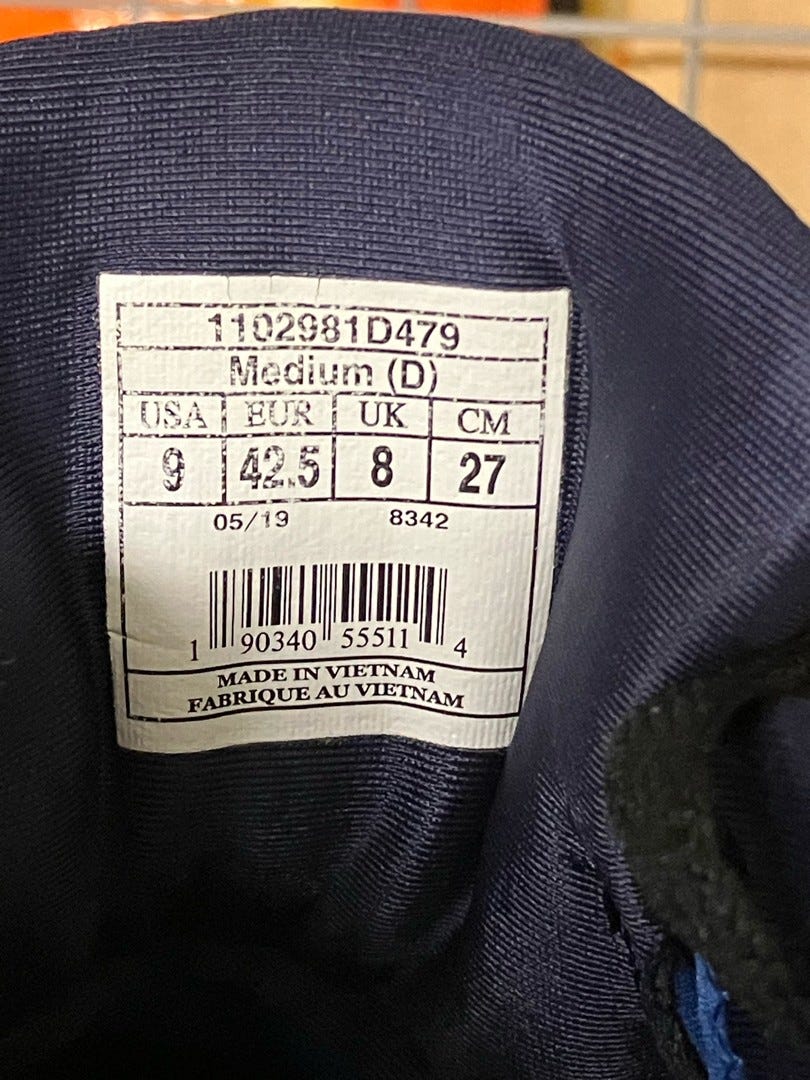 1102981D479
Medium (D)
USA EUR UK CM
9 42.5 8 27
05/19 8342
1 90340 55511 4
MADE IN VIETNAM
FABRIQUE AU VIETNAM